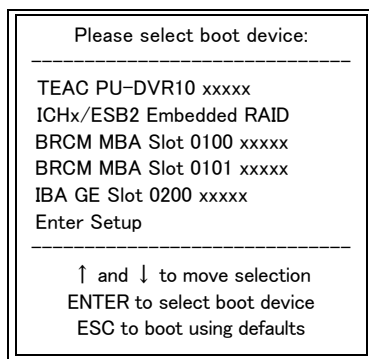 Please select boot device:
------------------------------
TEAC PU-DVR10 xxxxx
ICHx/ESB2 Embedded RAID
BRCM MBA Slot 0100 xxxxx
BRCM MBA Slot 0101 xxxxx
IBA GE Slot 0200 xxxxx
Enter Setup
------------------------------
↑ and ↓ to move selection
ENTER to select boot device
ESC to boot using defaults